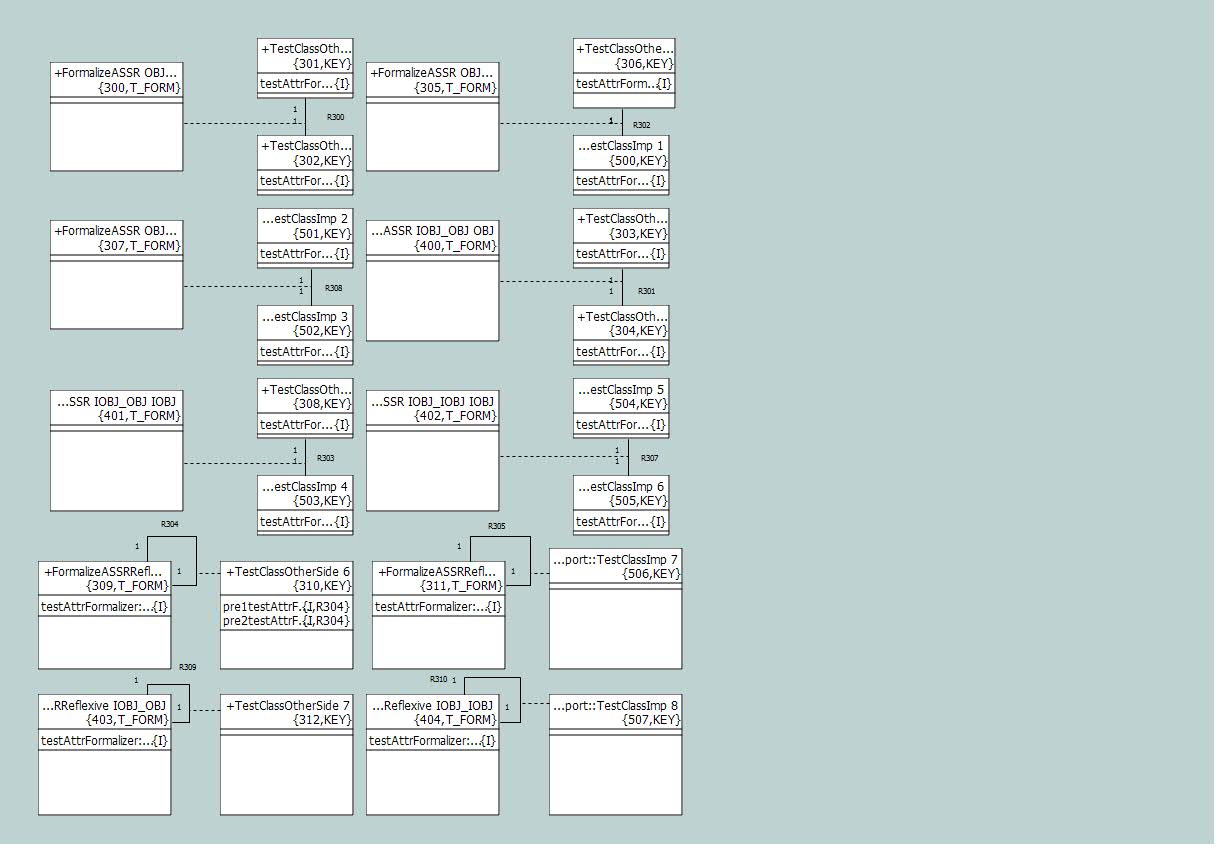 +FormalizeASSR OBJ...
{300,T_FORM}
+TestClassOth...
{301,KEY}
testAttrFor...{I}
1
1
R300
+TestClassOth...
{302,KEY}
testAttrFor...{I}
+FormalizeASSR OBJ...
{305,T_FORM}
+TestClassOthe...
{306,KEY}
testAttrForm...{I}
1
R302
...estClassImp 1
{500,KEY}
testAttrFor...{I}
+FormalizeASSR OBJ...
{307,T_FORM}
...estClassImp 2
{501,KEY}
testAttrFor...{I}
1
1
R308
...estClassImp 3
{502,KEY}
testAttrFor...{I}
...ASSR IOBJ_OBJ OBJ
{400,T_FORM}
+TestClassOth...
{303,KEY}
testAttrFor...{I}
1
1
R301
+TestClassOth...
{304,KEY}
testAttrFor...{I}
...SSR IOBJ_OBJ IOBJ
{401,T_FORM}
+TestClassOth...
{308,KEY}
testAttrFor...{I}
1
1
R303
...estClassImp 4
{503,KEY}
testAttrFor...{I}
...SSR IOBJ_IOBJ IOBJ
{402,T_FORM}
...estClassImp 5
{504,KEY}
testAttrFor...{I}
1
1
R307
...estClassImp 6
{505,KEY}
testAttrFor...{I}
R304
1
1
+FormalizeASSRRefl...
{309,T_FORM}
testAttrFormalizer:...{I}
+TestClassOtherSide 6
{310,KEY}
pre1testAttrF...{I,R304}
pre2testAttrF...{I,R304}
R305
1
1
+FormalizeASSRRefl...
{311,T_FORM}
testAttrFormalizer:...{I}
...port::TestClassImp 7
{506,KEY}
R309
1
1
...RReflexive IOBJ_OBJ
{403,T_FORM}
testAttrFormalizer:...{I}
+TestClassOtherSide 7
{312,KEY}
R310 1
1
...Reflexive IOBJ_IOBJ
{404,T_FORM}
testAttrFormalizer:...{I}
...port::TestClassImp 8
{507,KEY}